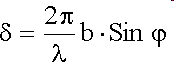 δ = 2π/λ b · Sin φ